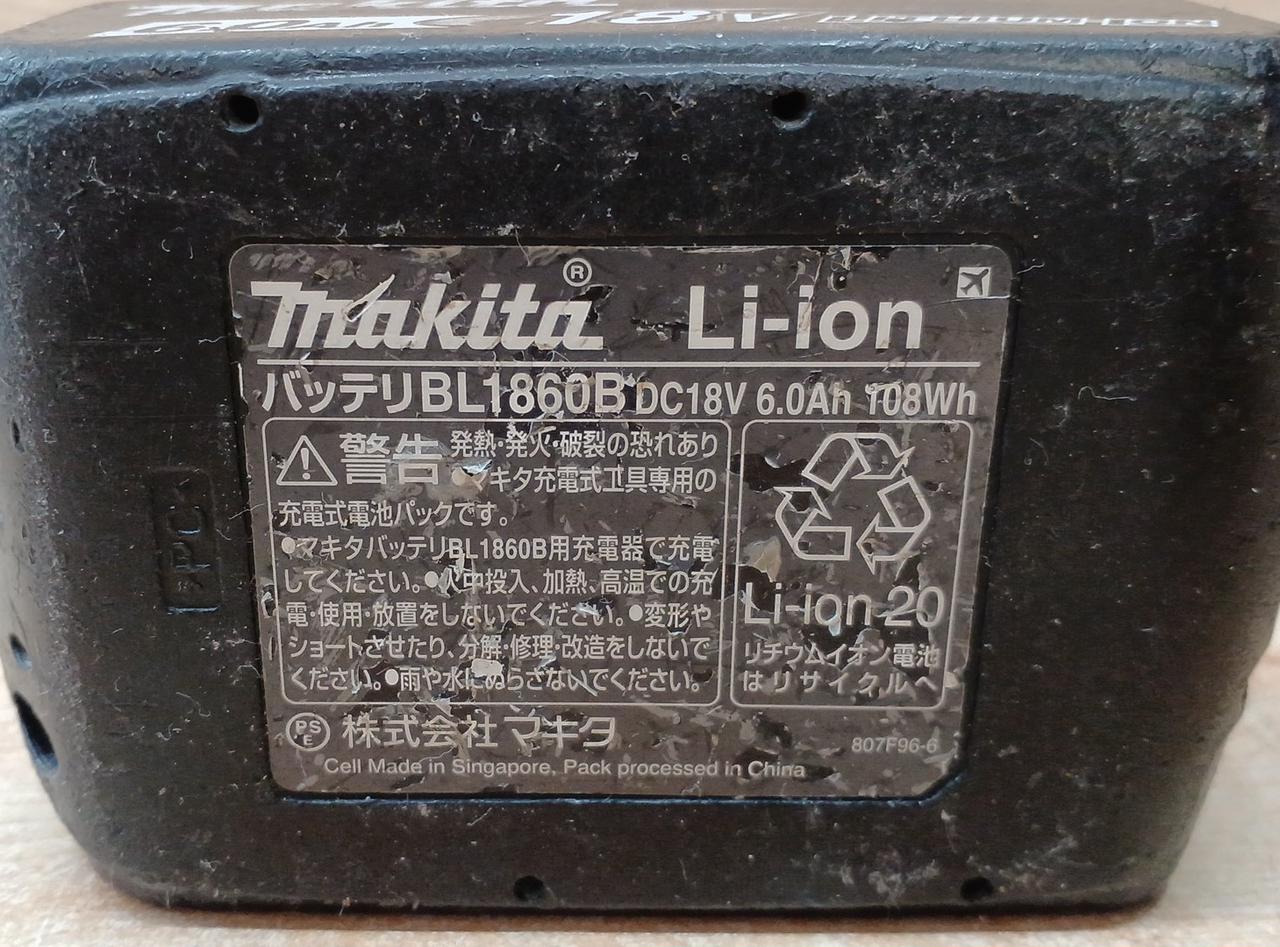 18V
makita® Li-ion
バッテリBL1860B DC18V 6.0Ah 108Wh
警告 発熱・発火・破裂の恐れあり
●マキタ充電式工具専用の
充電式電池パックです。
●マキタバッテリBL1860B用充電器で充電
してください。●火中投入、加熱、高温での充
電・使用・放置をしないでください。●変形や
ショートさせたり、分解・修理・改造をしないで
ください。●雨や水にぬらさないでください。
Li-ion 20
リチウムイオン電池
はリサイクルへ
PSE 株式会社マキタ
807F96-6
Cell Made in Singapore, Pack processed in China
>PC<